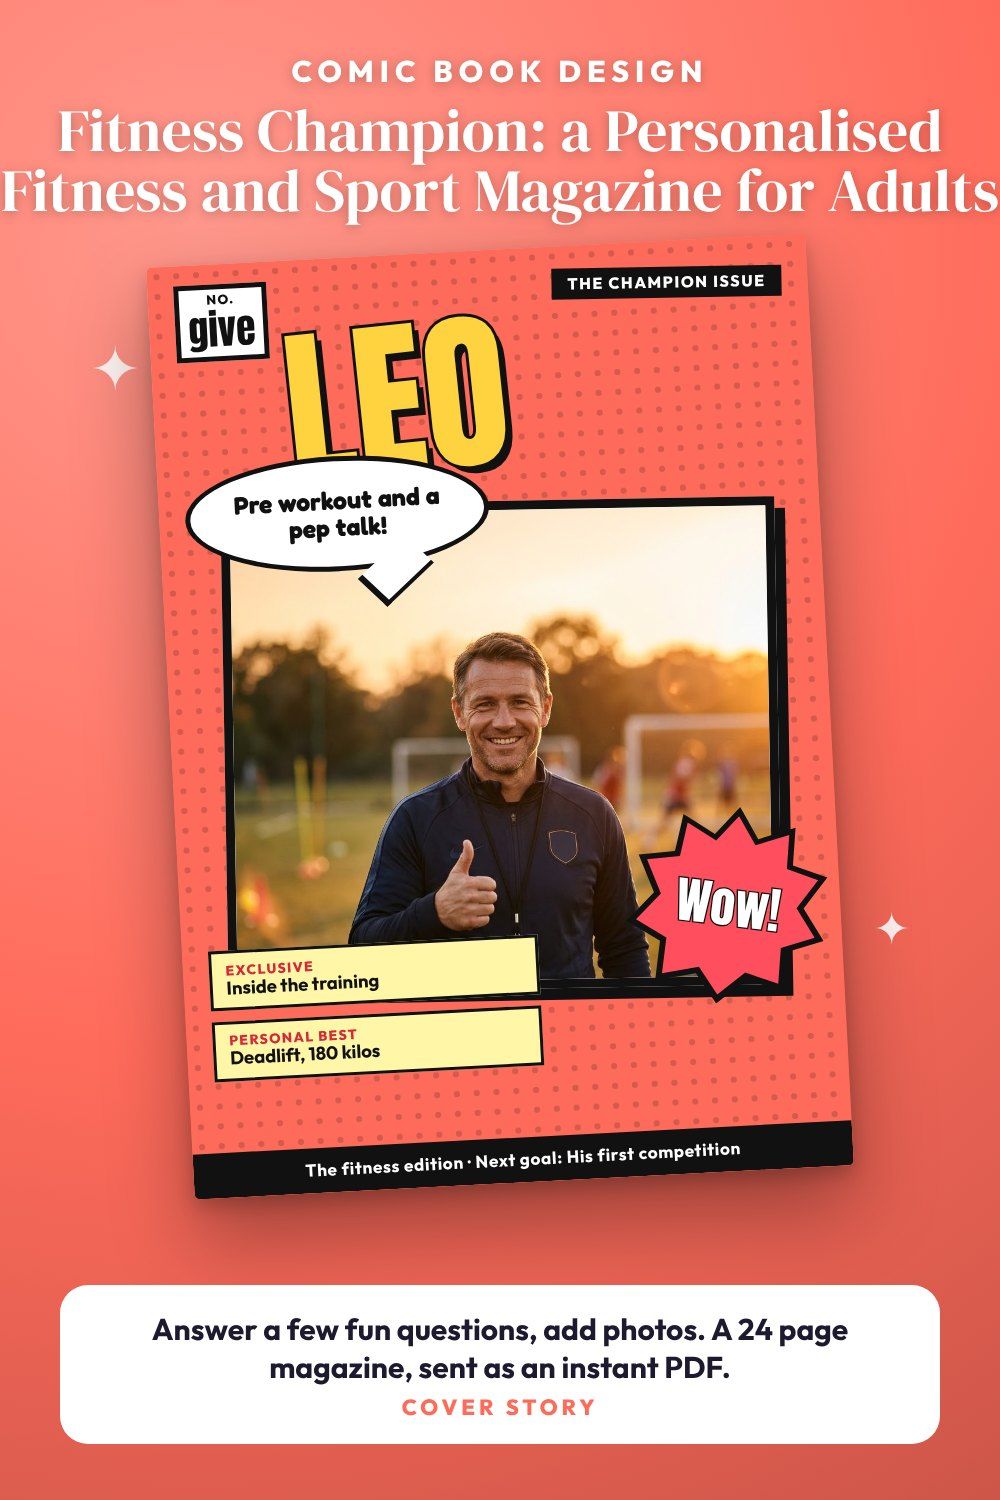 COMIC BOOK DESIGN
Fitness Champion: a Personalised
Fitness and Sport Magazine for Adults
NO.
give
THE CHAMPION ISSUE
LEO
Pre workout and a
pep talk!
Wow!
EXCLUSIVE
Inside the training
PERSONAL BEST
Deadlift, 180 kilos
The fitness edition · Next goal: His first competition
Answer a few fun questions, add photos. A 24 page
magazine, sent as an instant PDF.
COVER STORY